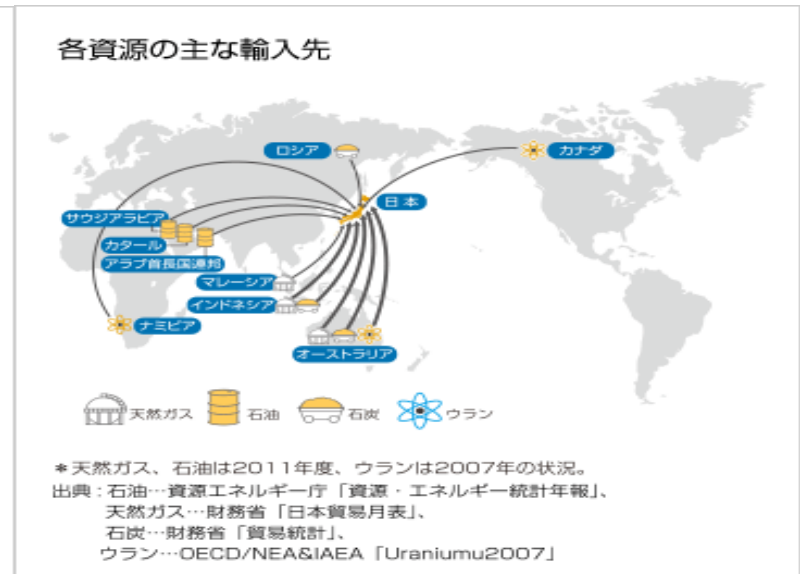 各資源の主な輸入先
ロシア
カナダ
日本
サウジアラビア
カタール
アラブ首長国連邦
マレーシア
インドネシア
ナミビア
オーストラリア
天然ガス 石油 石炭 ウラン
＊天然ガス、石油は2011年度、ウランは2007年の状況。
出典：石油…資源エネルギー庁「資源・エネルギー統計年報」、
天然ガス…財務省「日本貿易月表」、
石炭…財務省「貿易統計」、
ウラン…OECD/NEA&IAEA「Uraniumu2007」